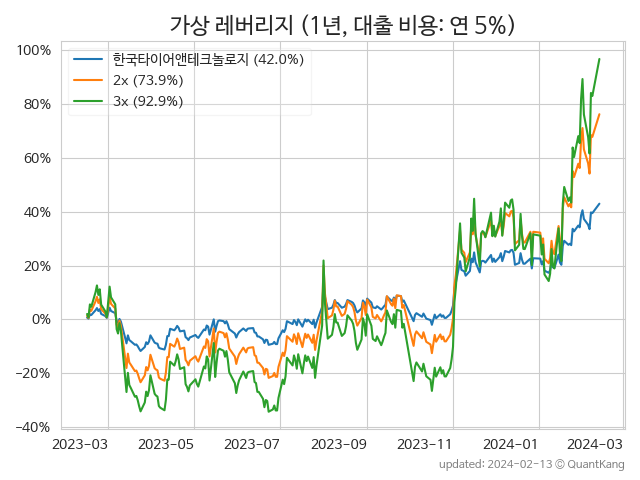 가상 레버리지 (1년, 대출 비용: 연 5%)
한국타이어앤테크놀로지 (42.0%)
2x (73.9%)
3x (92.9%)
100%
80%
60%
40%
20%
0%
−20%
−40%
2023-03 2023-05 2023-07 2023-09 2023-11 2024-01 2024-03
updated: 2024-02-13 © QuantKang